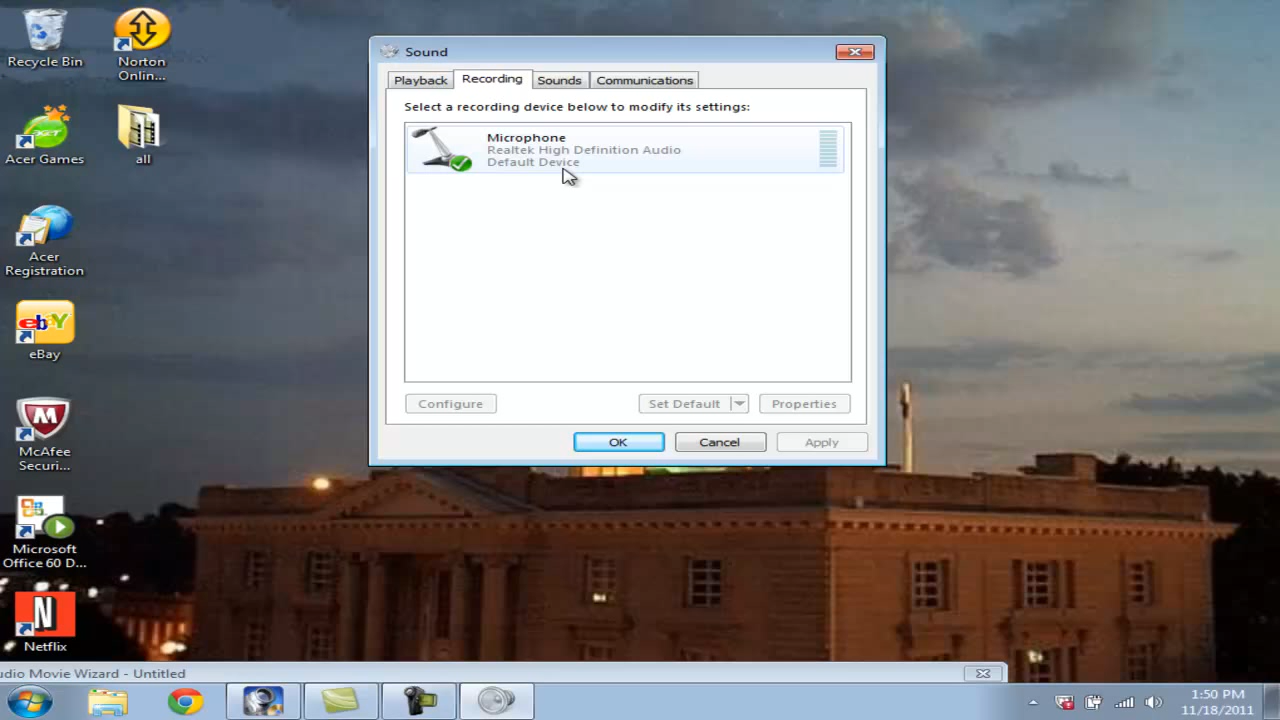 Recycle Bin
Norton
Onlin...
Acer Games
all
Acer
Registration
ebaY
eBay
McAfee
Securi...
Microsoft
Office 60 D...
N
Netflix
Sound
Playback
Recording
Sounds
Communications
Select a recording device below to modify its settings:
Microphone
Realtek High Definition Audio
Default Device
Configure
Set Default
Properties
OK
Cancel
Apply
udio Movie Wizard - Untitled
1:50 PM
11/18/2011